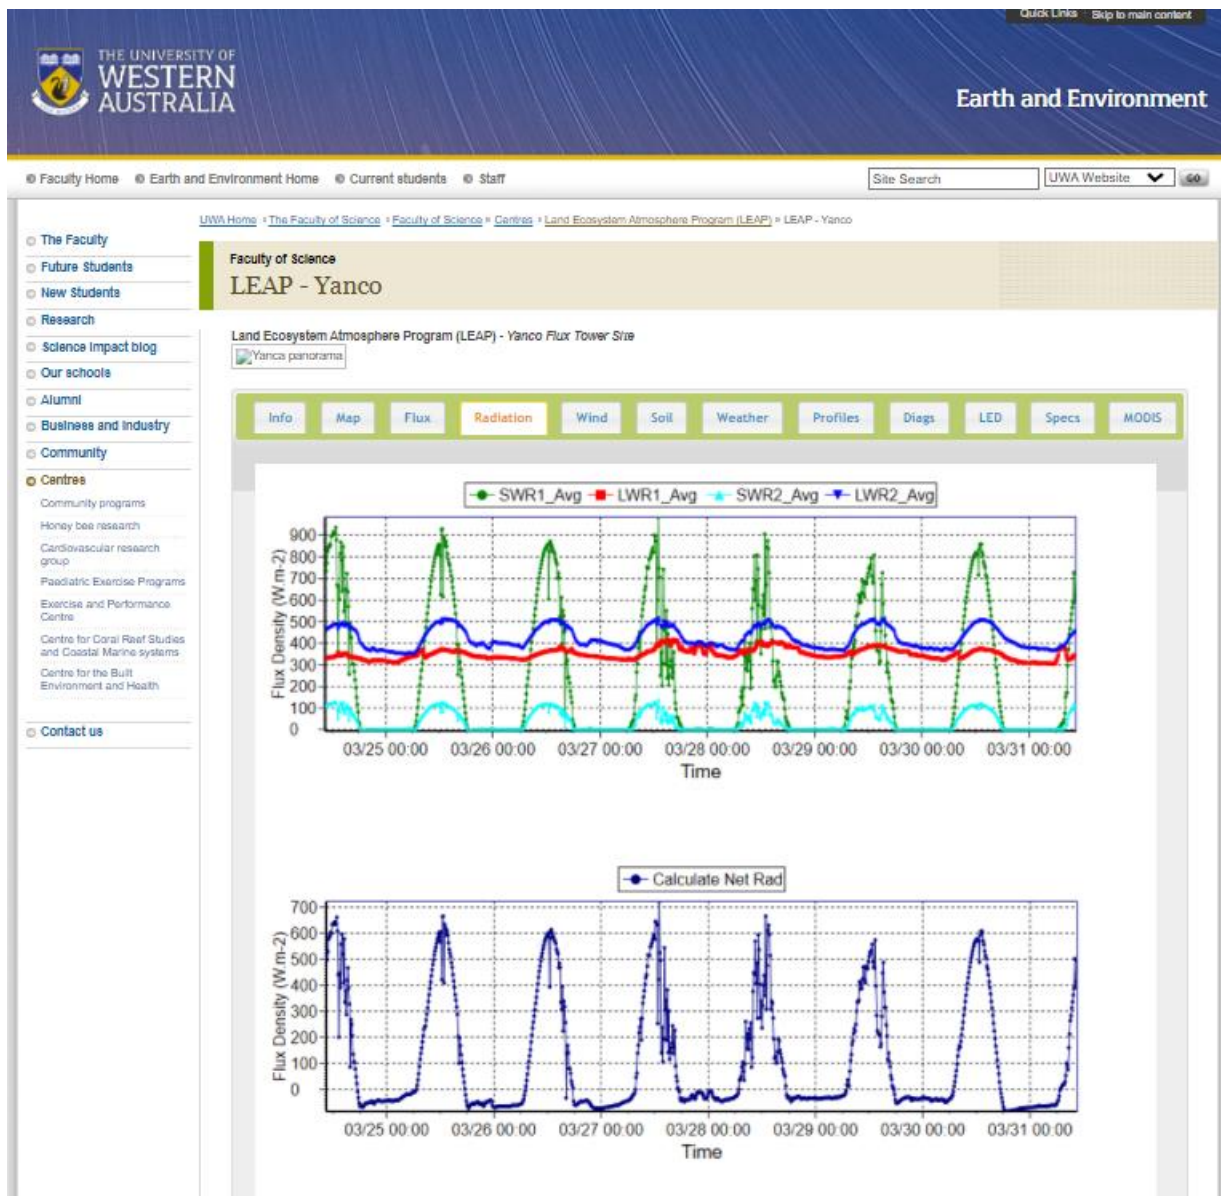 Quick Links Skip to main content
THE UNIVERSITY OF
WESTERN
AUSTRALIA
Earth and Environment
Faculty Home Earth and Environment Home Current students Staff
Site Search UWA Website GO
UWA Home The Faculty of Science Faculty of Science Centres Land Ecosystem Atmosphere Program (LEAP) LEAP - Yanco
The Faculty
Future Students
New Students
Research
Science Impact blog
Our schools
Alumni
Business and Industry
Community
Centres
Community programs
Honey bee research
Cardiovascular research
group
Paediatric Exercise Programs
Exercise and Performance
Centre
Centre for Coral Reef Studies
and Coastal Marine systems
Centre for the Built
Environment and Health
Contact us
Faculty of Science
LEAP - Yanco
Land Ecosystem Atmosphere Program (LEAP) - Yanco Flux Tower Site
Yanca panorama
Info Map Flux Radiation Wind Soil Weather Profiles Diags LED Specs MODIS
SWR1_Avg LWR1_Avg SWR2_Avg LWR2_Avg
Flux Density (W.m-2)
900
800
700
600
500
400
300
200
100
0
03/25 00:00 03/26 00:00 03/27 00:00 03/28 00:00 03/29 00:00 03/30 00:00 03/31 00:00
Time
Calculate Net Rad
Flux Density (W.m-2)
700
600
500
400
300
200
100
0
03/25 00:00 03/26 00:00 03/27 00:00 03/28 00:00 03/29 00:00 03/30 00:00 03/31 00:00
Time